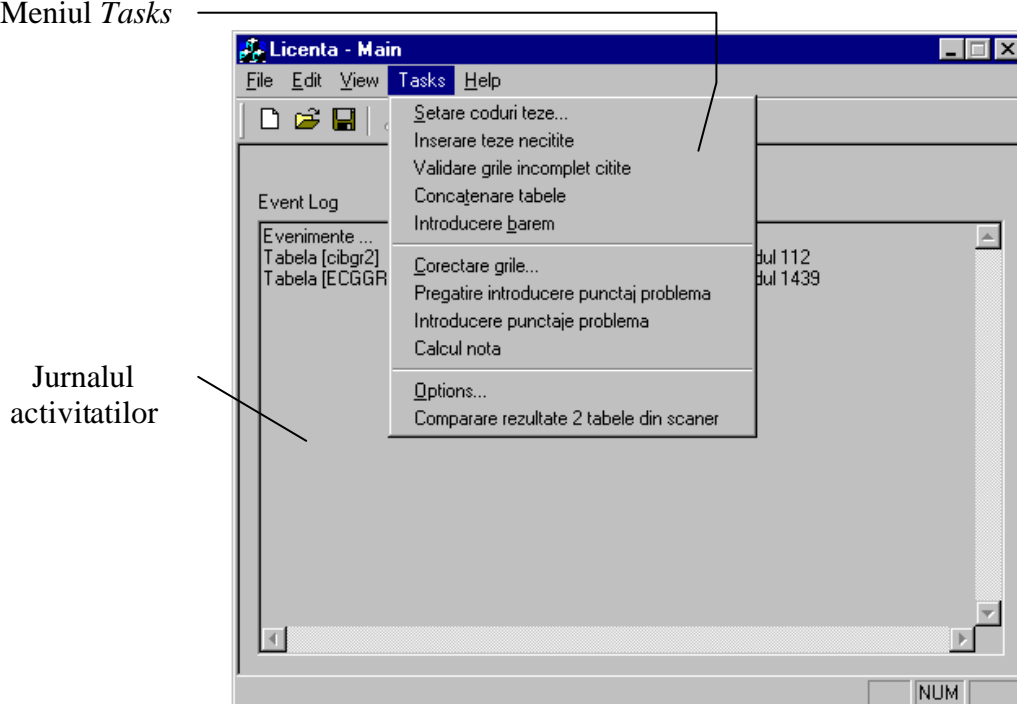 Meniul Tasks
Licenta - Main
File Edit View Tasks Help
Setare coduri teze...
Inserare teze necitite
Validare grile incomplet citite
Concatenare tabele
Introducere barem
Corectare grile...
Pregatire introducere punctaj problema
Introducere punctaje problema
Calcul nota
Options...
Comparare rezultate 2 tabele din scaner
Event Log
Evenimente ...
Tabela [cibgr2] dul 112
Tabela [ECGGR dul 1439
Jurnalul
activitatilor
NUM